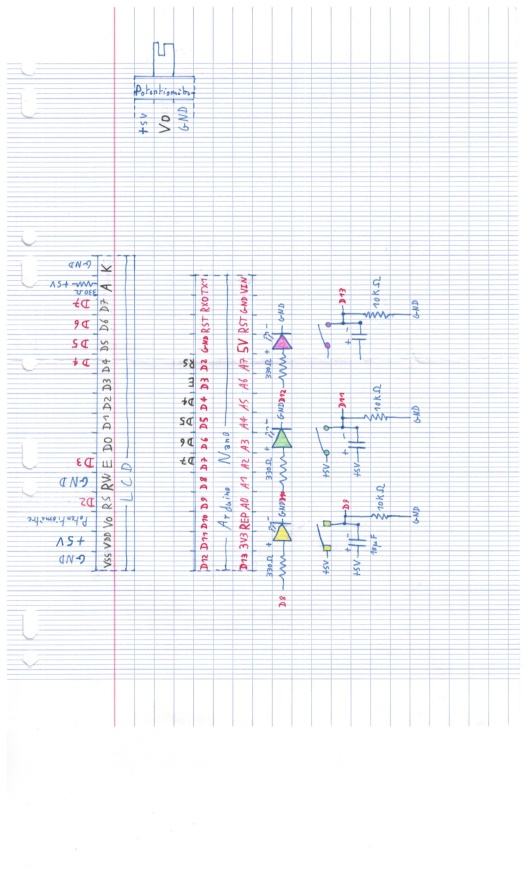 Potentiomètre
+5V
VO
GND
GND
+5V
Potentiomètre
D2
GND
D3
D4
D5
D6
D7
330Ω +5V
GND
VSS VDD Vo RS RW E D0 D1 D2 D3 D4 D5 D6 D7 A K
LCD
D7 D6 D5 D4 E RS
D12 D11 D10 D9 D8 D7 D6 D5 D4 D3 D2 GND RST RX0 TX1
Arduino Nano
D13 3V3 REP A0 A1 A2 A3 A4 A5 A6 A7 5V RST GND VIN
330Ω + - 330Ω + - 330Ω + -
D8 GND GND D12 GND
+5V +5V
D9 D11 D13
+ - + - + -
+5V +5V
10µF
10KΩ 10KΩ 10KΩ
GND GND GND